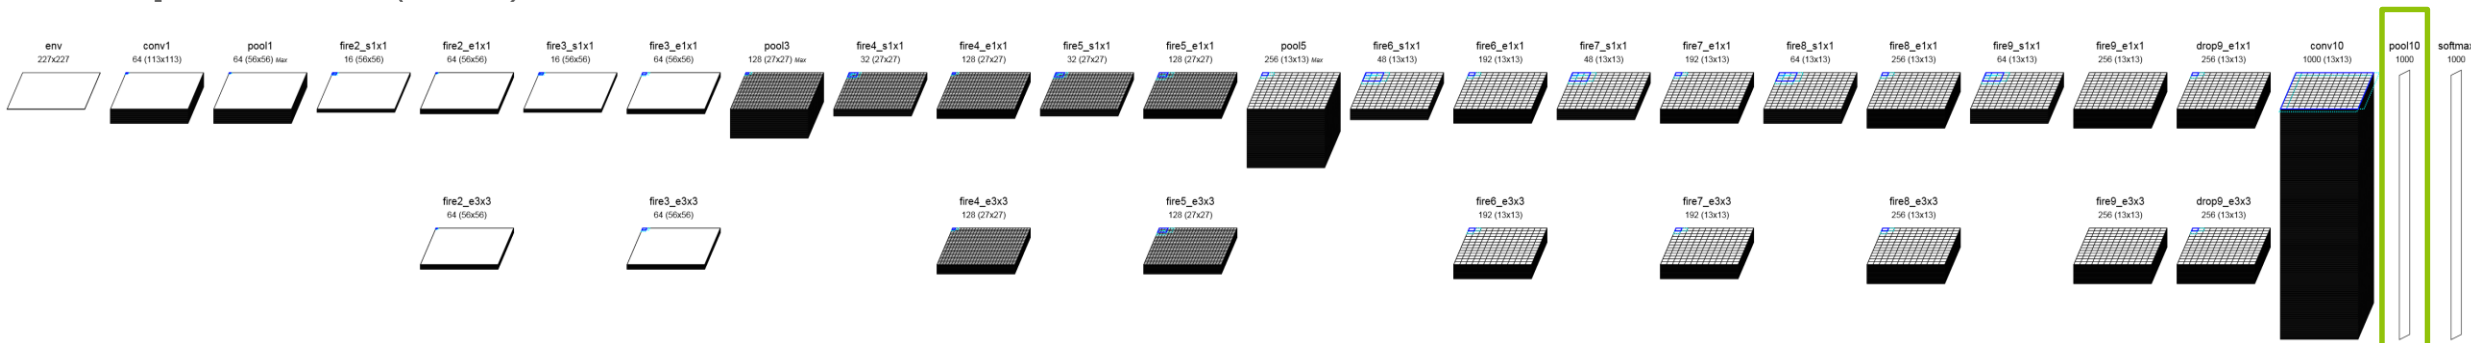 env
227x227
conv1
64 (113x113)
pool1
64 (56x56) Max
fire2_s1x1
16 (56x56)
fire2_e1x1
64 (56x56)
fire3_s1x1
16 (56x56)
fire3_e1x1
64 (56x56)
pool3
128 (27x27) Max
fire4_s1x1
32 (27x27)
fire4_e1x1
128 (27x27)
fire5_s1x1
32 (27x27)
fire5_e1x1
128 (27x27)
pool5
256 (13x13) Max
fire6_s1x1
48 (13x13)
fire6_e1x1
192 (13x13)
fire7_s1x1
48 (13x13)
fire7_e1x1
192 (13x13)
fire8_s1x1
64 (13x13)
fire8_e1x1
256 (13x13)
fire9_s1x1
64 (13x13)
fire9_e1x1
256 (13x13)
drop9_e1x1
256 (13x13)
conv10
1000 (13x13)
pool10
1000
softmax
1000
fire2_e3x3
64 (56x56)
fire3_e3x3
64 (56x56)
fire4_e3x3
128 (27x27)
fire5_e3x3
128 (27x27)
fire6_e3x3
192 (13x13)
fire7_e3x3
192 (13x13)
fire8_e3x3
256 (13x13)
fire9_e3x3
256 (13x13)
drop9_e3x3
256 (13x13)